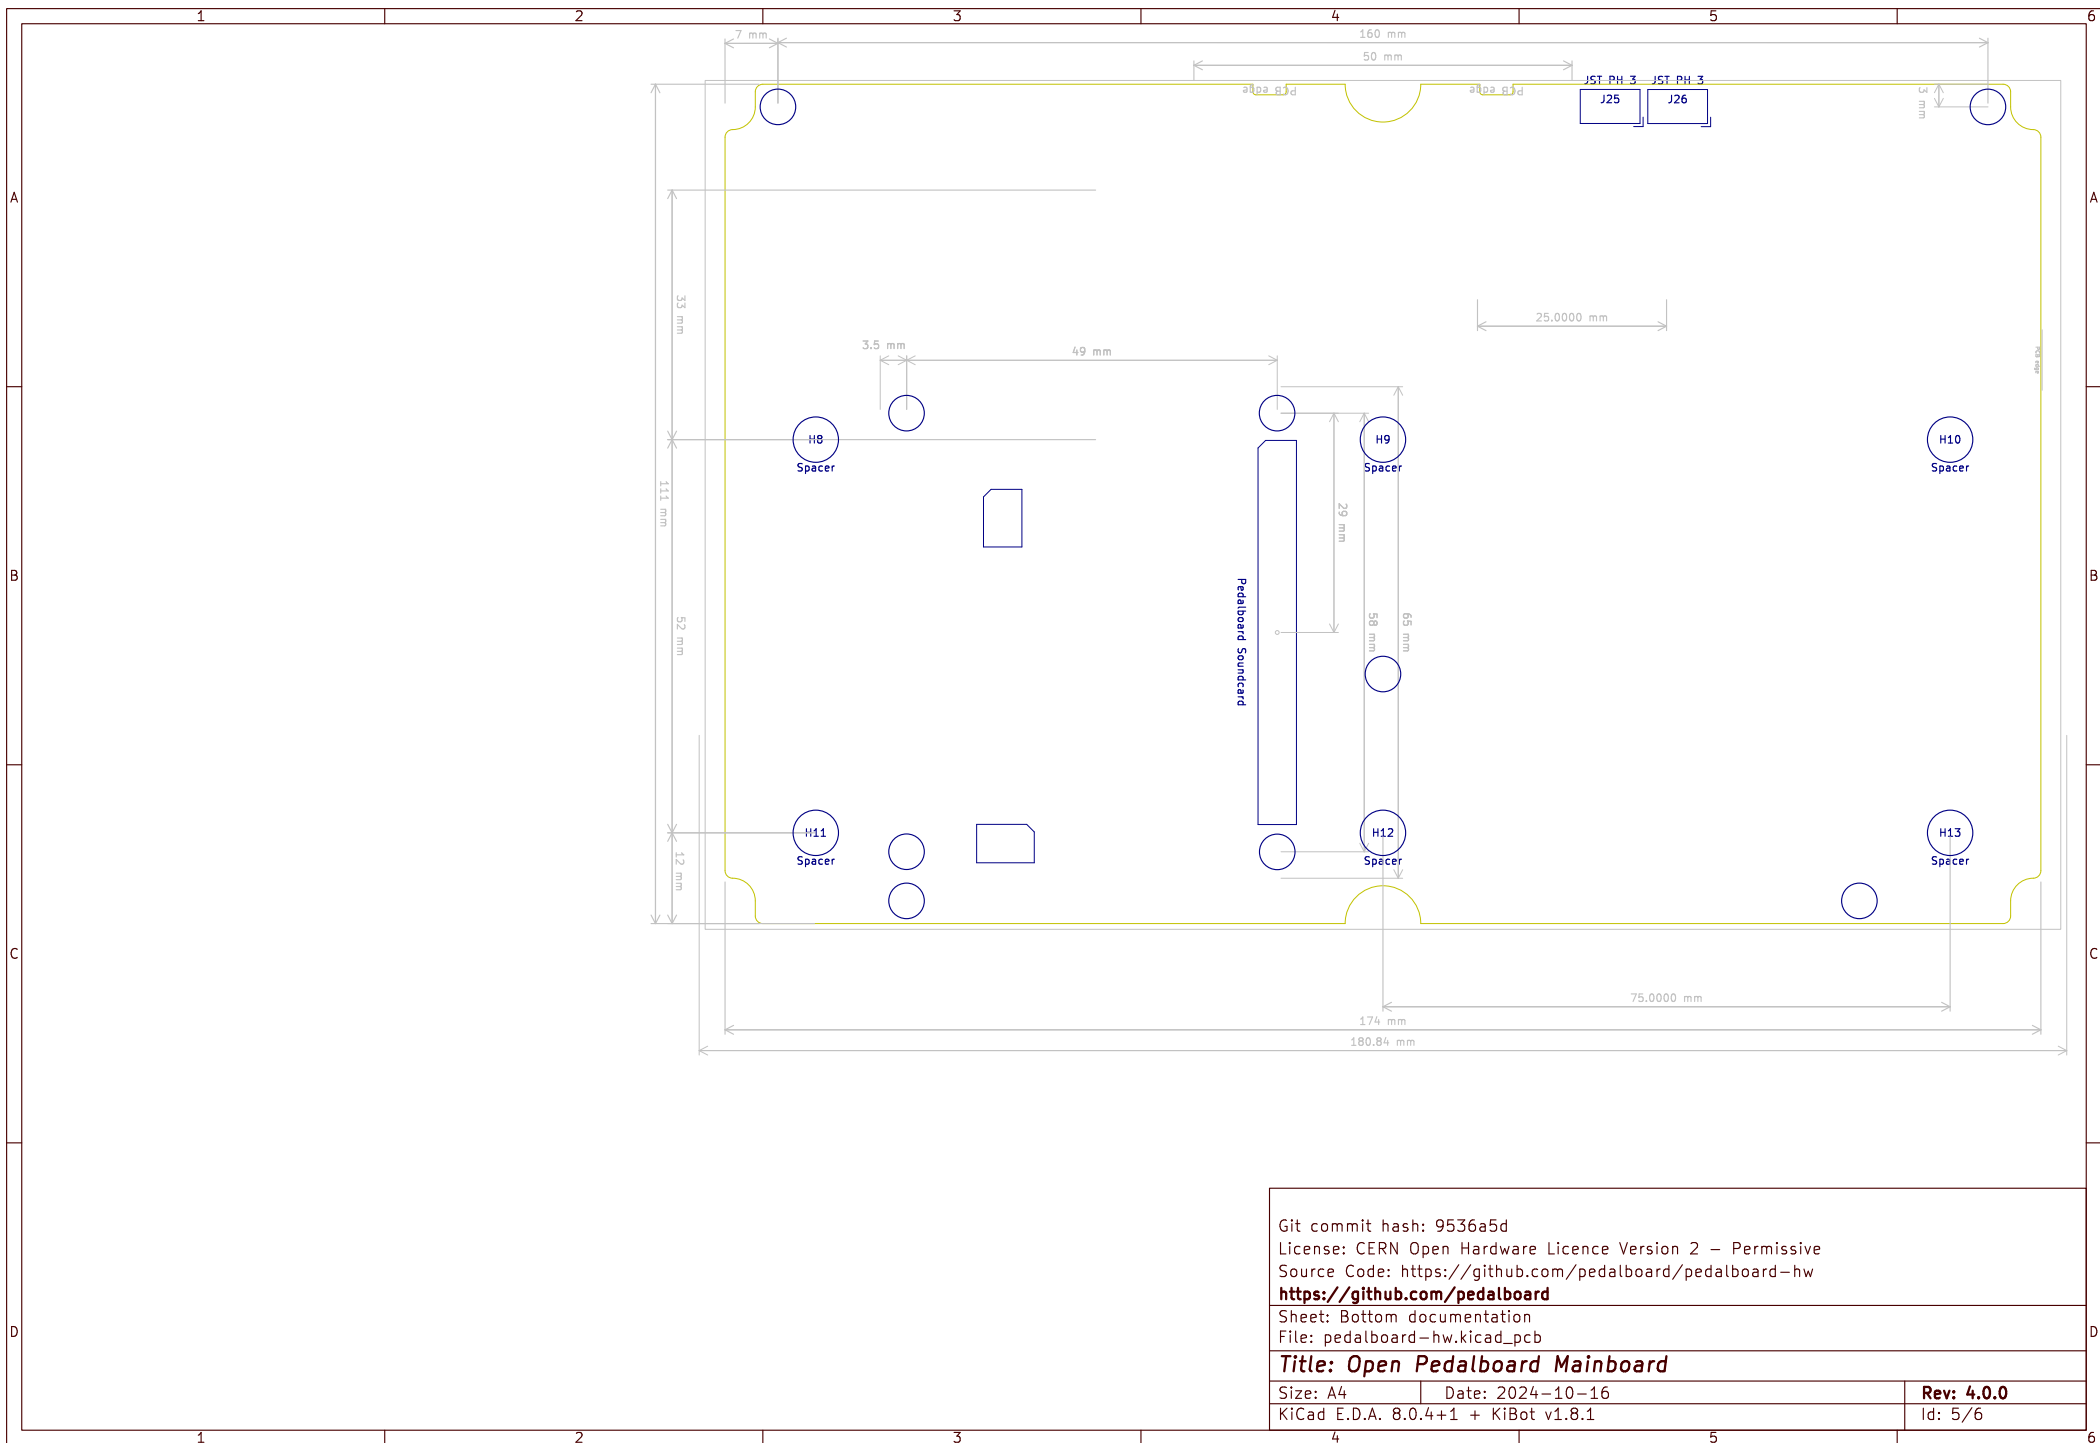 1 2 3 4 5 6
7 mm
160 mm
50 mm
JST PH 3 JST PH 3
PCB edge PCB edge
J25 J26
3 mm
A A
33 mm
25.0000 mm
3.5 mm
49 mm
PCB edge
H8 H9 H10
Spacer Spacer Spacer
111 mm
29 mm
B B
Pedalboard Soundcard
52 mm
58 mm
65 mm
H11 H12 H13
Spacer Spacer Spacer
12 mm
C C
75.0000 mm
174 mm
180.84 mm
Git commit hash: 9536a5d
License: CERN Open Hardware Licence Version 2 - Permissive
Source Code: https://github.com/pedalboard/pedalboard-hw
https://github.com/pedalboard
Sheet: Bottom documentation
File: pedalboard-hw.kicad_pcb
D D
Title: Open Pedalboard Mainboard
Size: A4 Date: 2024-10-16 Rev: 4.0.0
KiCad E.D.A. 8.0.4+1 + KiBot v1.8.1 Id: 5/6
1 2 3 4 5 6